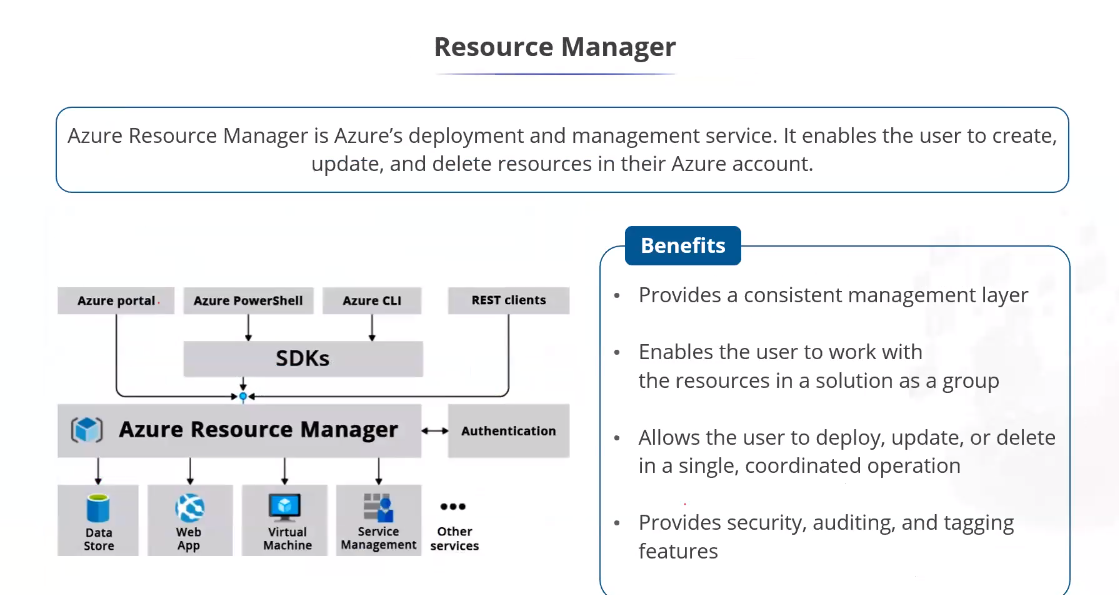 Resource Manager
Azure Resource Manager is Azure’s deployment and management service. It enables the user to create,
update, and delete resources in their Azure account.
Azure portal
Azure PowerShell
Azure CLI
REST clients
SDKs
Azure Resource Manager
Authentication
Data
Store
Web
App
Virtual
Machine
Service
Management
Other
services
Benefits
• Provides a consistent management layer
• Enables the user to work with
the resources in a solution as a group
• Allows the user to deploy, update, or delete
in a single, coordinated operation
• Provides security, auditing, and tagging
features